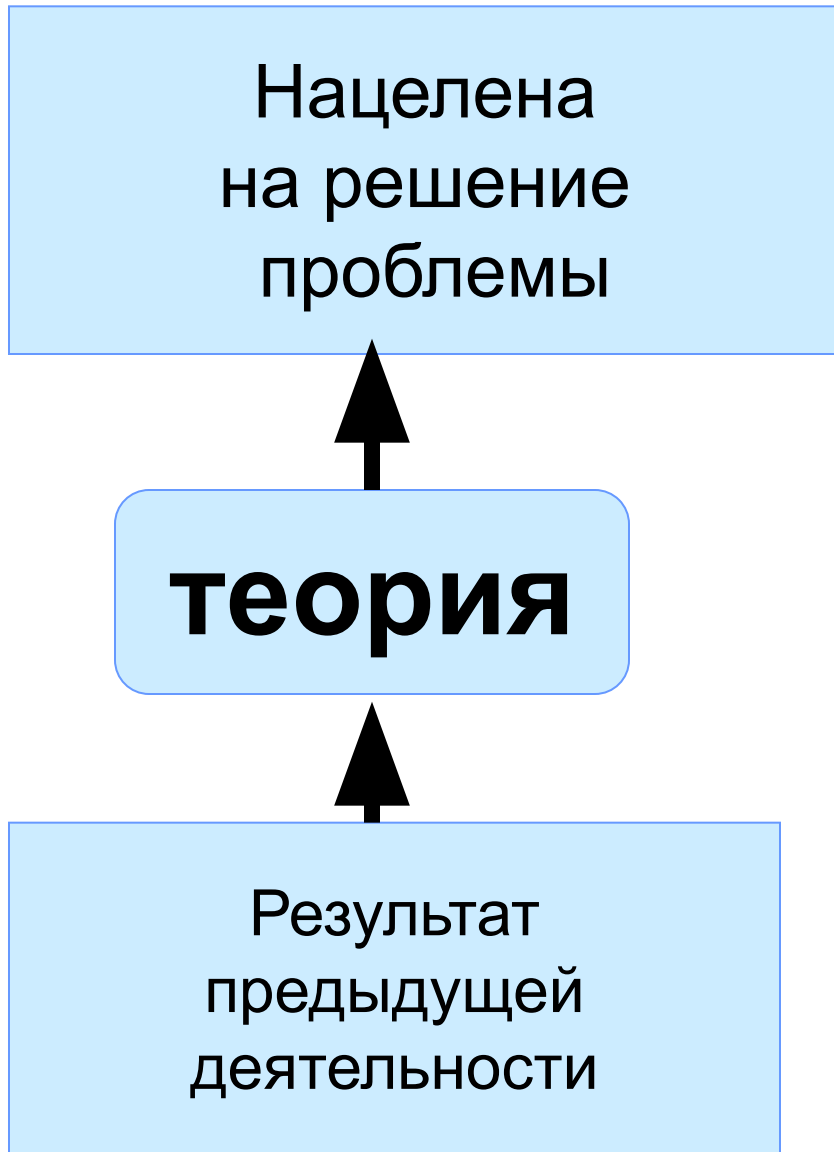 Нацелена
на решение
проблемы
теория
Результат
предыдущей
деятельности